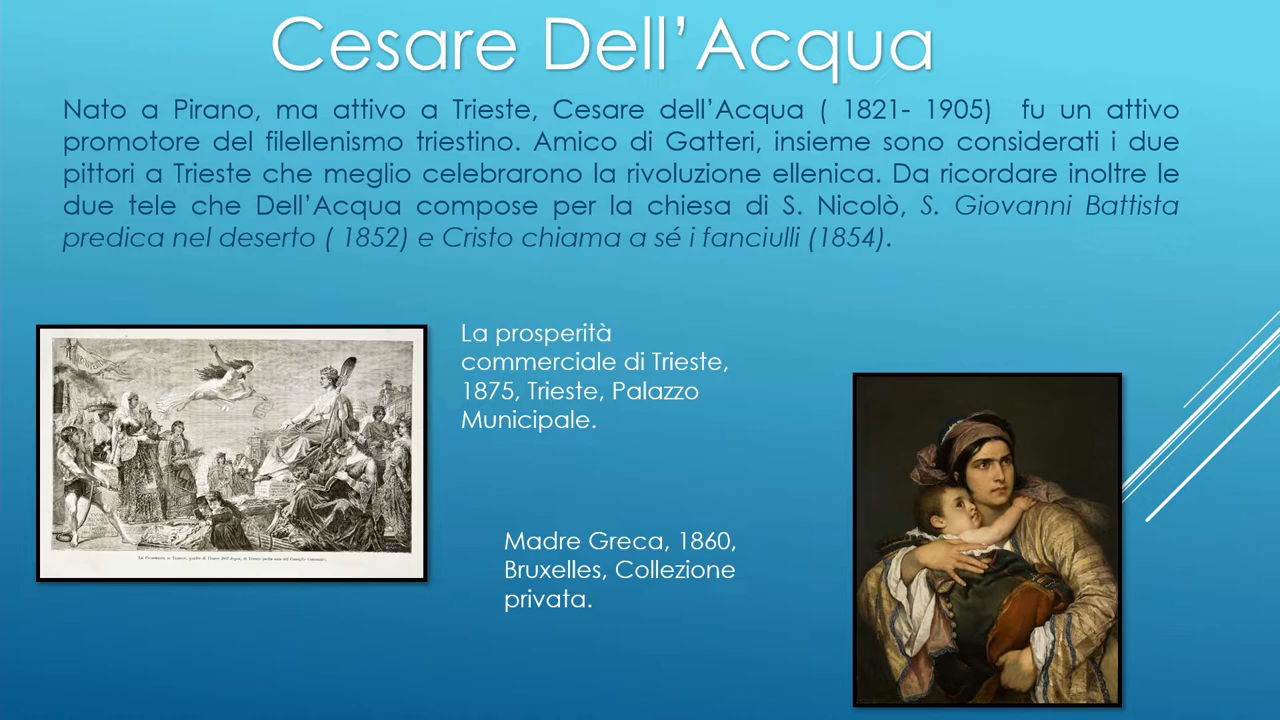 Cesare Dell’Acqua
Nato a Pirano, ma attivo a Trieste, Cesare dell’Acqua ( 1821- 1905) fu un attivo
promotore del filellenismo triestino. Amico di Gatteri, insieme sono considerati i due
pittori a Trieste che meglio celebrarono la rivoluzione ellenica. Da ricordare inoltre le
due tele che Dell’Acqua compose per la chiesa di S. Nicolò, S. Giovanni Battista
predica nel deserto ( 1852) e Cristo chiama a sé i fanciulli (1854).
La prosperità
commerciale di Trieste,
1875, Trieste, Palazzo
Municipale.
Madre Greca, 1860,
Bruxelles, Collezione
privata.